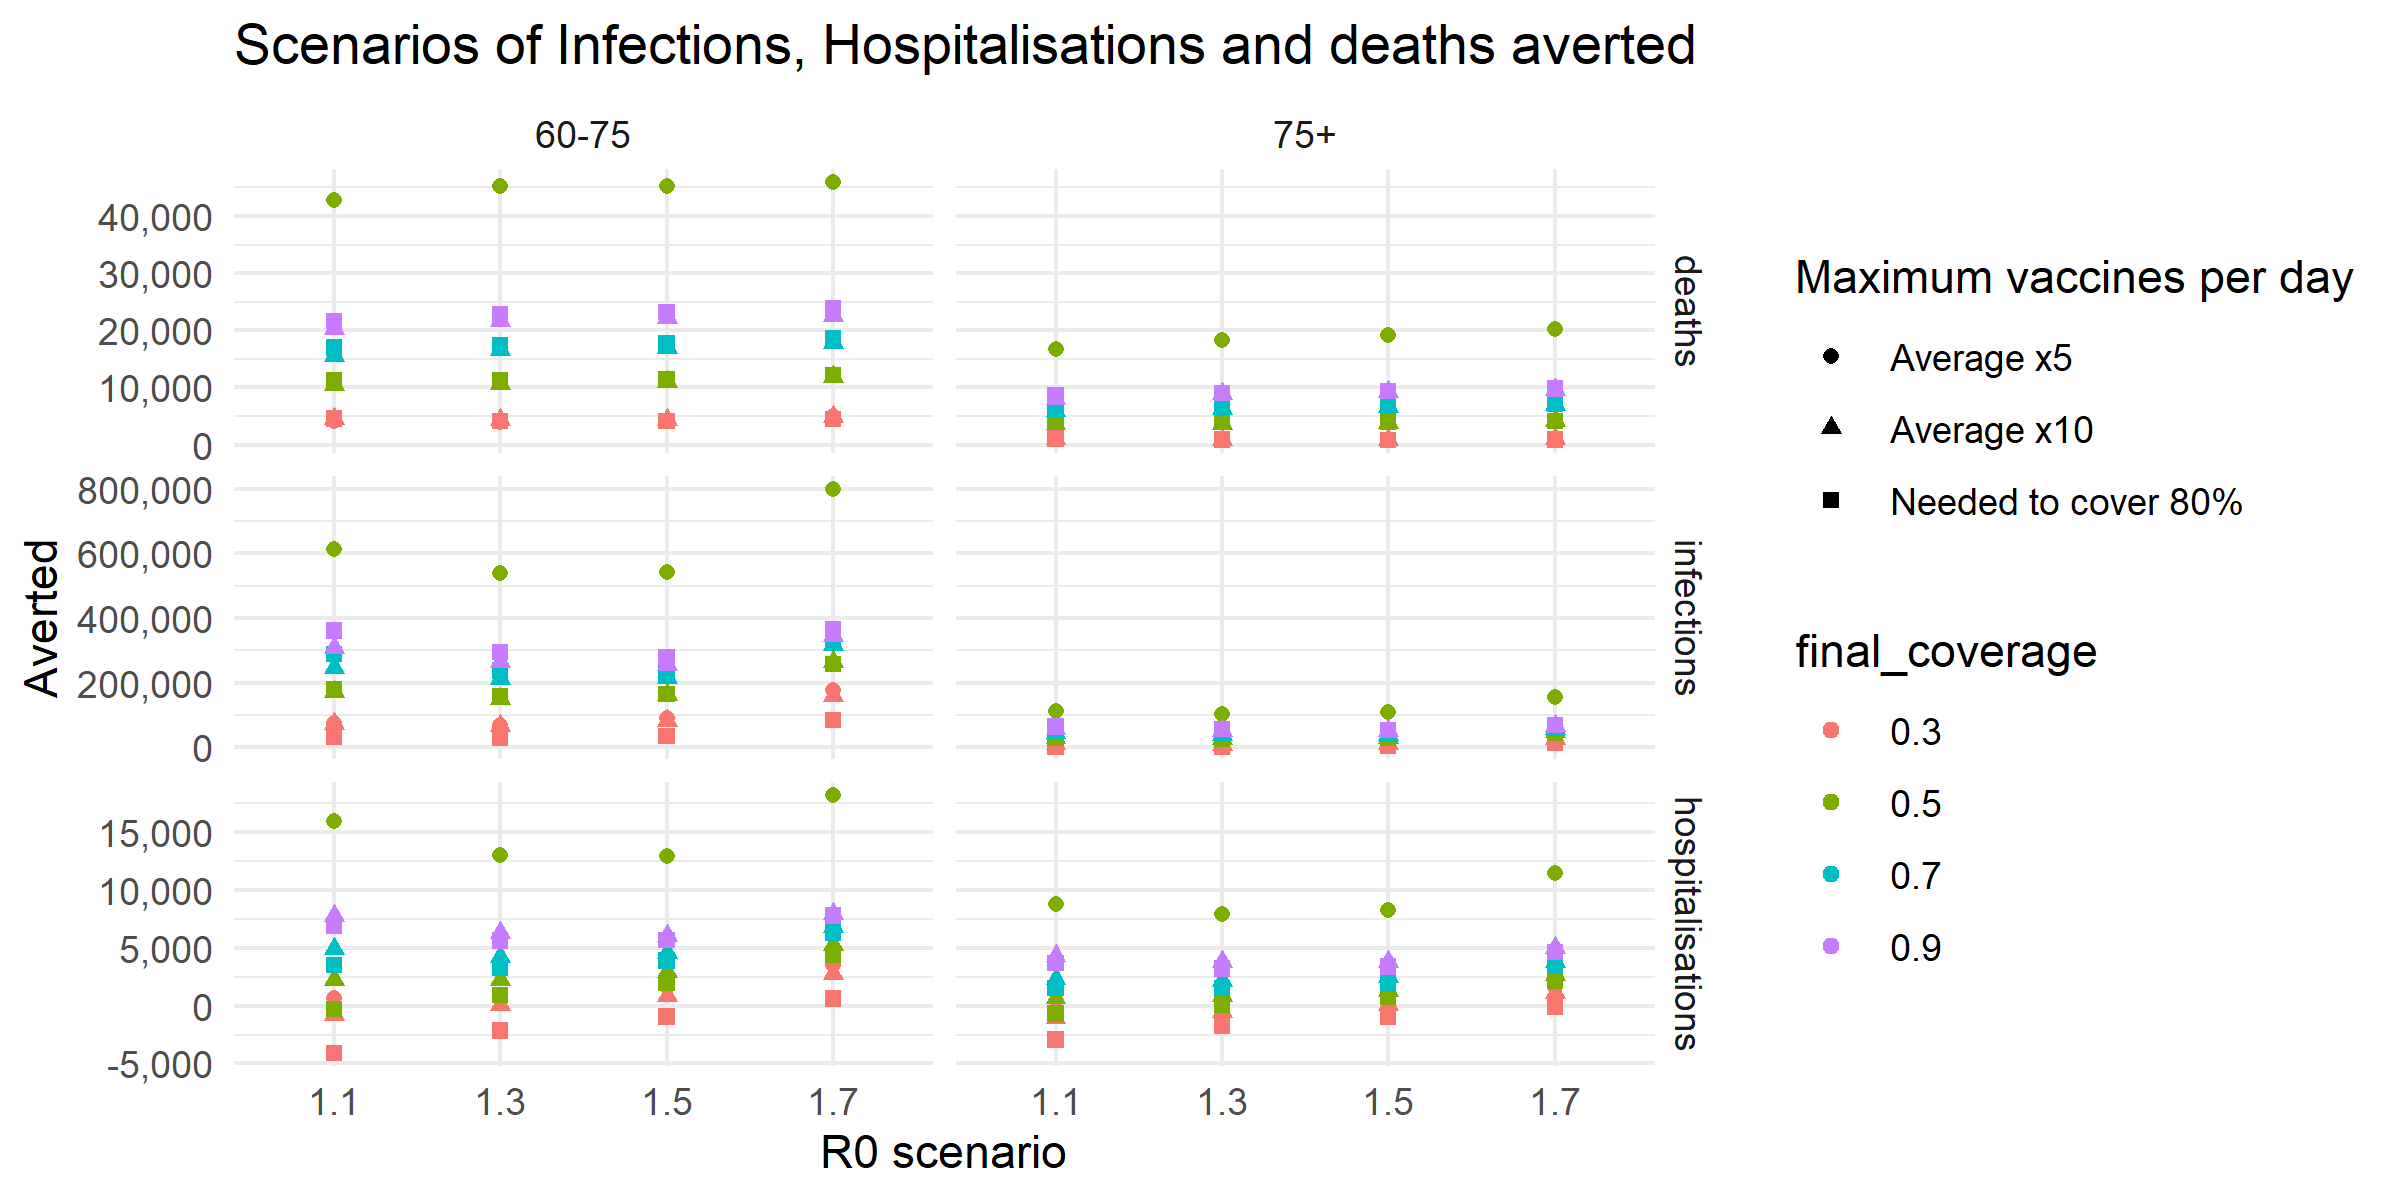 Scenarios of Infections, Hospitalisations and deaths averted
60-75
75+
40,000
30,000
20,000
10,000
0
deaths
800,000
600,000
400,000
200,000
0
infections
15,000
10,000
5,000
0
-5,000
hospitalisations
Averted
1.1
1.3
1.5
1.7
1.1
1.3
1.5
1.7
R0 scenario
Maximum vaccines per day
Average x5
Average x10
Needed to cover 80%
final_coverage
0.3
0.5
0.7
0.9